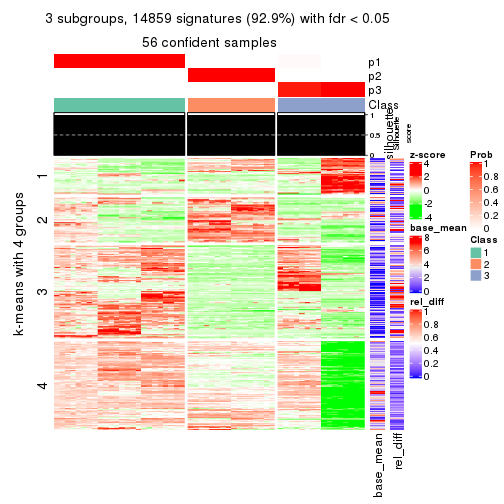 3 subgroups, 14859 signatures (92.9%) with fdr < 0.05
56 confident samples
p1
p2
p3
Class
1
0.5
0
silhouette
Silhouette
score
k-means with 4 groups
1
2
3
4
z-score
4
2
0
-2
-4
base_mean
8
6
4
2
0
rel_diff
1
0.8
0.6
0.4
0.2
0
Prob
1
0.8
0.6
0.4
0.2
0
Class
1
2
3
base_mean
rel_diff